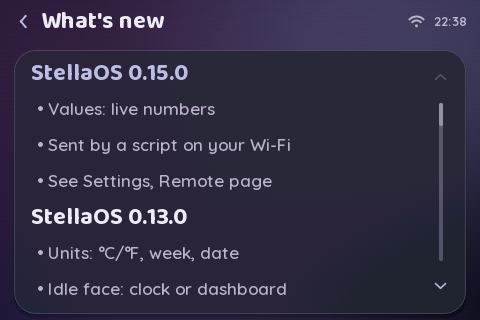 What's new
22:38
StellaOS 0.15.0
• Values: live numbers
• Sent by a script on your Wi-Fi
• See Settings, Remote page
StellaOS 0.13.0
• Units: °C/°F, week, date
• Idle face: clock or dashboard